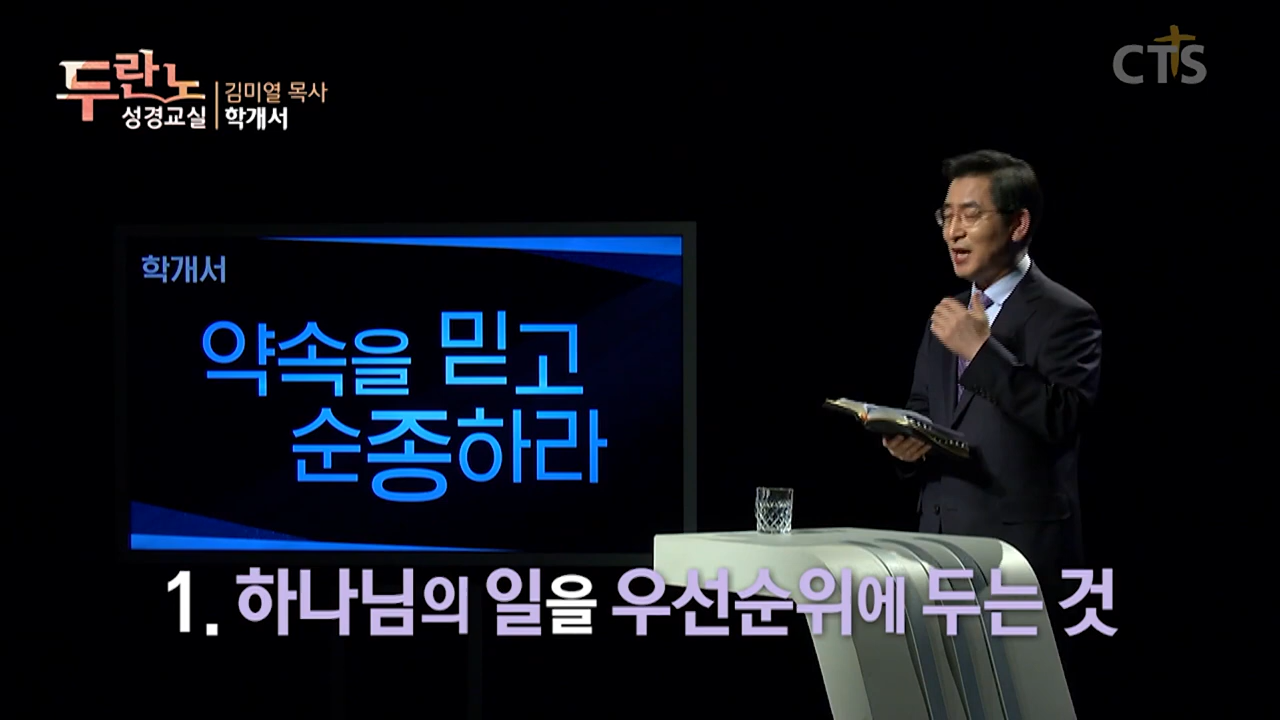 두란노
성경교실
김미열 목사
학개서
CTS
학개서
약속을 믿고
순종하라
1. 하나님의 일을 우선순위에 두는 것